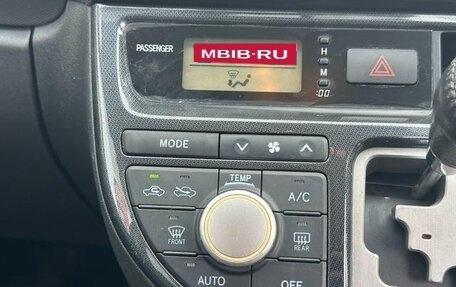 PASSENGER
MBIB-RU
H
M
:00
MODE
TEMP
A/C
FRONT
REAR
AUTO
OFF